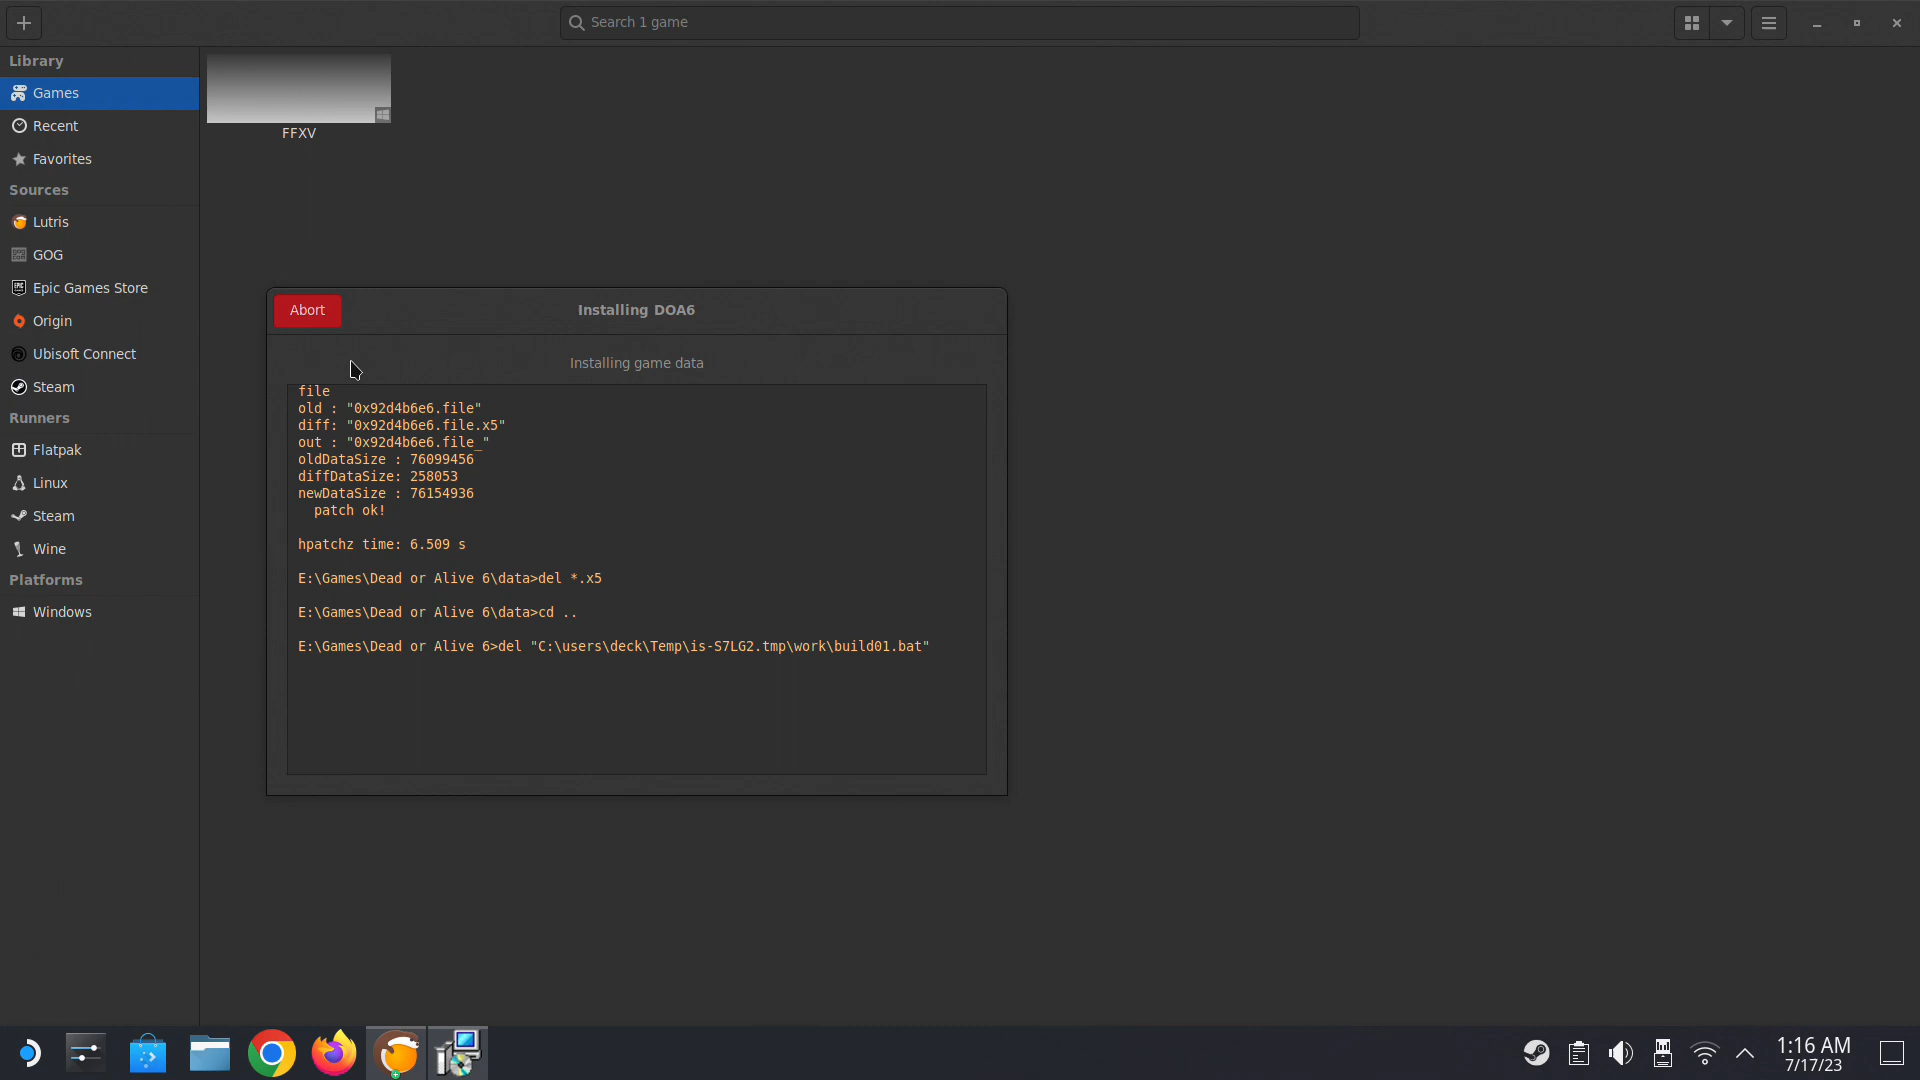 Search 1 game
Library
Games
Recent
Favorites
Sources
Lutris
GOG
Epic Games Store
Origin
Ubisoft Connect
Steam
Runners
Flatpak
Linux
Steam
Wine
Platforms
Windows
FFXV
Abort
Installing DOA6
Installing game data
file
old : "0x92d4b6e6.file"
diff: "0x92d4b6e6.file.x5"
out : "0x92d4b6e6.file_"
oldDataSize : 76099456
diffDataSize: 258053
newDataSize : 76154936
patch ok!
hpatchz time: 6.509 s
E:\Games\Dead or Alive 6\data>del *.x5
E:\Games\Dead or Alive 6\data>cd ..
E:\Games\Dead or Alive 6>del "C:\users\deck\Temp\is-S7LG2.tmp\work\build01.bat"
1:16 AM
7/17/23